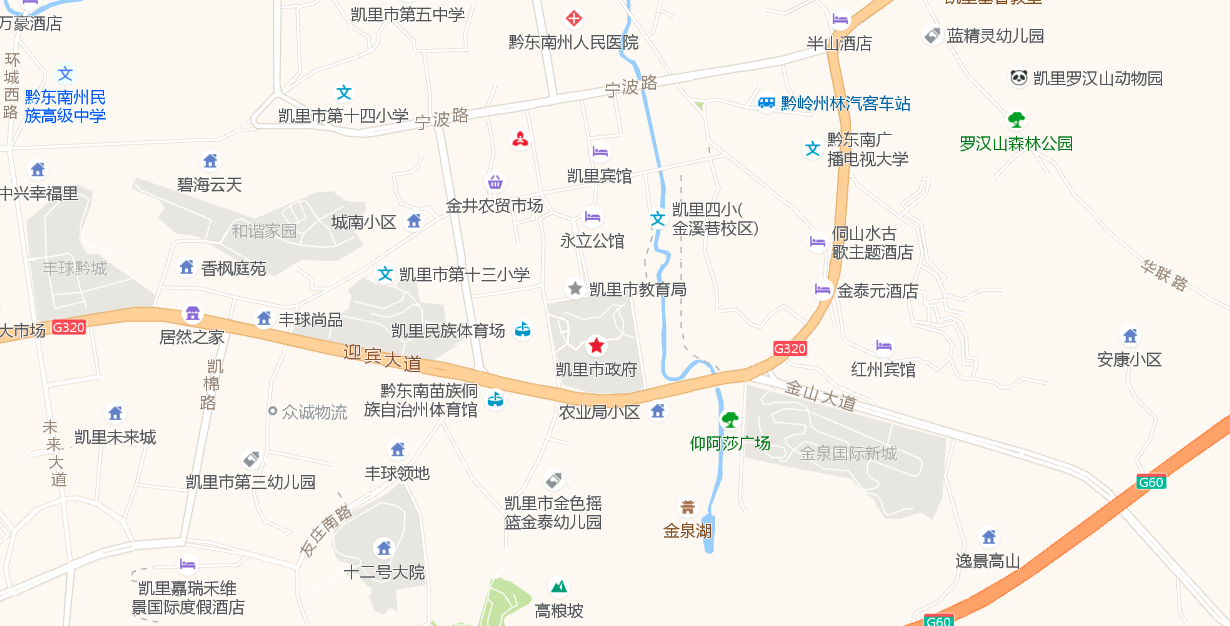 万豪酒店
凯里市第五中学
黔东南州人民医院
半山酒店
蓝精灵幼儿园
环城西路
黔东南州民
族高级中学
凯里市第十四小学
宁波路
宁波路
黔岭州林汽客车站
凯里罗汉山动物园
罗汉山森林公园
黔东南广
播电视大学
中兴幸福里
碧海云天
凯里宾馆
金井农贸市场
城南小区
和谐家园
永立公馆
凯里四小(
金溪巷校区)
侗山水古
歌主题酒店
丰球黔城
香枫庭苑
凯里市第十三小学
凯里市教育局
金泰元酒店
华联路
大市场
G320
居然之家
丰球尚品
凯里民族体育场
迎宾大道
凯里市政府
G320
红州宾馆
安康小区
凯棉路
众诚物流
黔东南苗族侗
族自治州体育馆
农业局小区
金山大道
凯里未来城
未来大道
仰阿莎广场
金泉国际新城
凯里市第三幼儿园
丰球领地
凯里市金色摇
篮金泰幼儿园
G60
友庄南路
金泉湖
十二号大院
逸景高山
凯里嘉瑞禾维
景国际度假酒店
高粮坡
G60